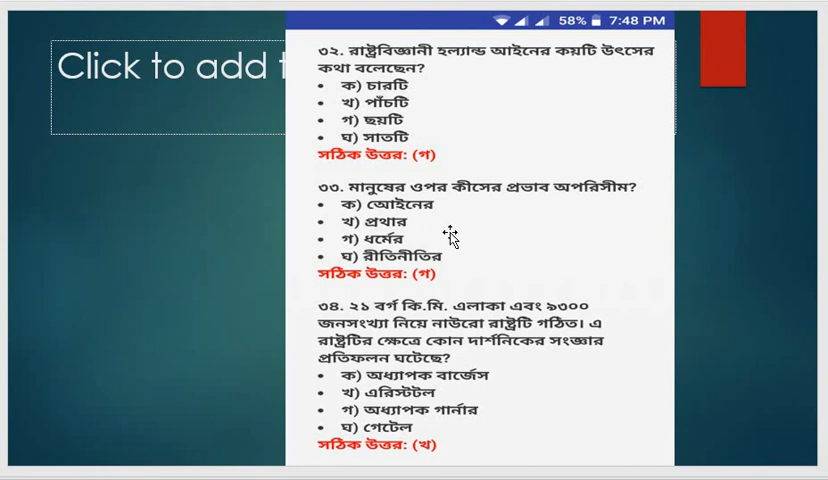 58% 7:48 PM
Click to add t
৩২. রাষ্ট্রবিজ্ঞানী হল্যান্ড আইনের কয়টি উৎসের
কথা বলেছেন?
• ক) চারটি
• খ) পাঁচটি
• গ) ছয়টি
• ঘ) সাতটি
সঠিক উত্তর: (গ)
৩৩. মানুষের ওপর কীসের প্রভাব অপরিসীম?
• ক) আেইনের
• খ) প্রথার
• গ) ধর্মের
• ঘ) রীতিনীতির
সঠিক উত্তর: (গ)
৩৪. ২১ বর্গ কি.মি. এলাকা এবং ৯৩০০
জনসংখ্যা নিয়ে নাউরো রাষ্ট্রটি গঠিত। এ
রাষ্ট্রটির ক্ষেত্রে কোন দার্শনিকের সংজ্ঞার
প্রতিফলন ঘটেছে?
• ক) অধ্যাপক বার্জেস
• খ) এরিস্টটল
• গ) অধ্যাপক গার্নার
• ঘ) গেটেল
সঠিক উত্তর: (খ)